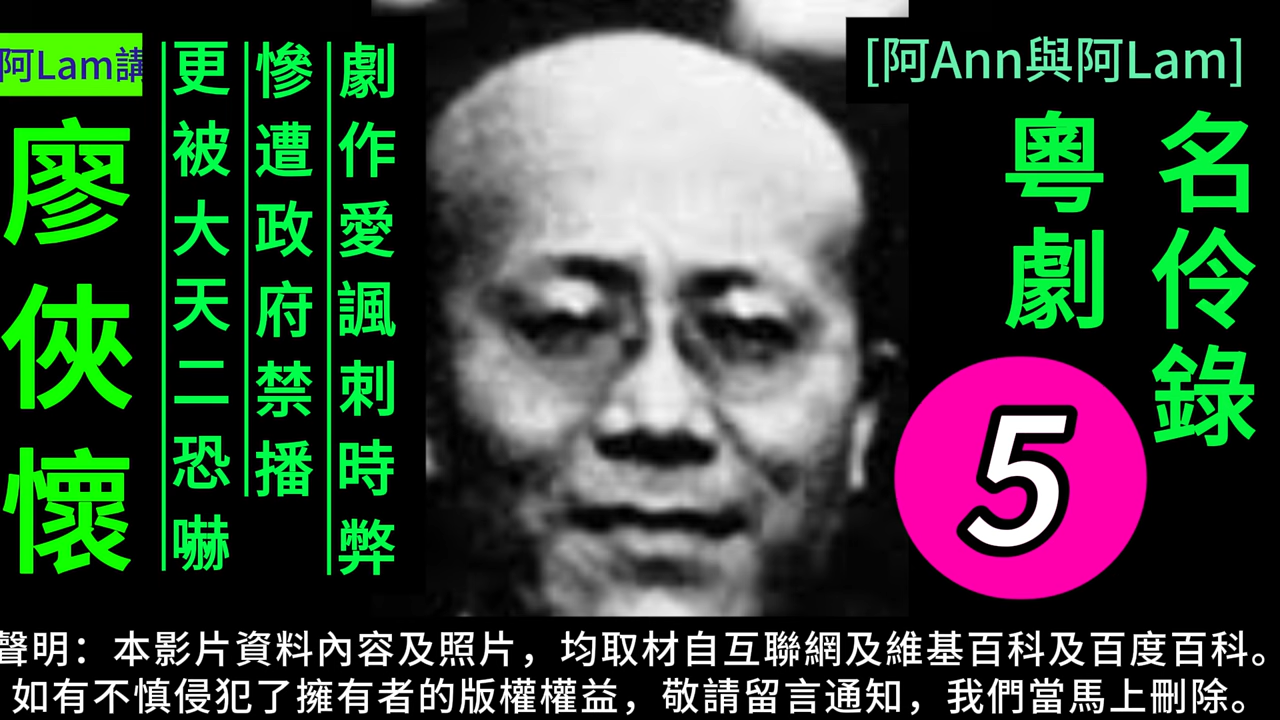 [阿Ann與阿Lam]
名伶錄
粵劇
5
劇作愛諷刺時弊
慘遭政府禁播
更被大天二恐嚇
阿Lam講
廖俠懷
聲明：本影片資料內容及照片，均取材自互聯網及維基百科及百度百科。
如有不慎侵犯了擁有者的版權權益，敬請留言通知，我們當馬上刪除。